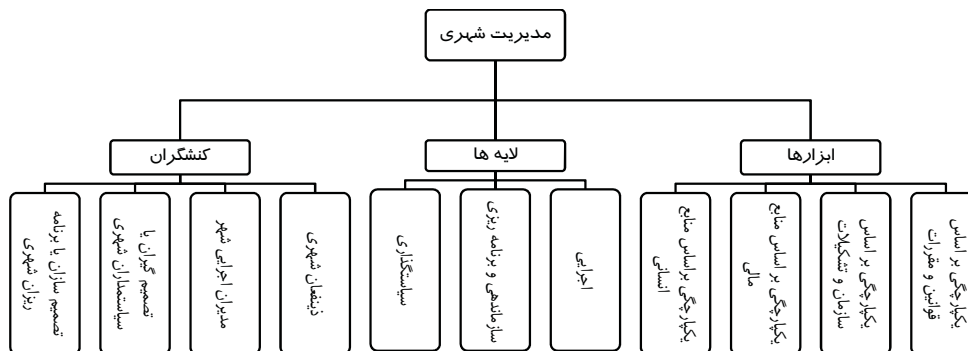 مدیریت شهری
ابزارها
لایه ها
کنشگران
یکپارچگی بر اساس
قوانین و مقررات
یکپارچگی بر اساس
سازمان و تشکیلات
یکپارچگی بر اساس منابع
مالی
یکپارچگی براساس منابع
انسانی
اجرایی
سازماندهی و برنامه ریزی
سیاستگذاری
ذینفعان شهری
مدیران اجرایی شهر
تصمیم گیران یا
سیاستمداران شهری
تصمیم سازان یا برنامه
ریزان شهری